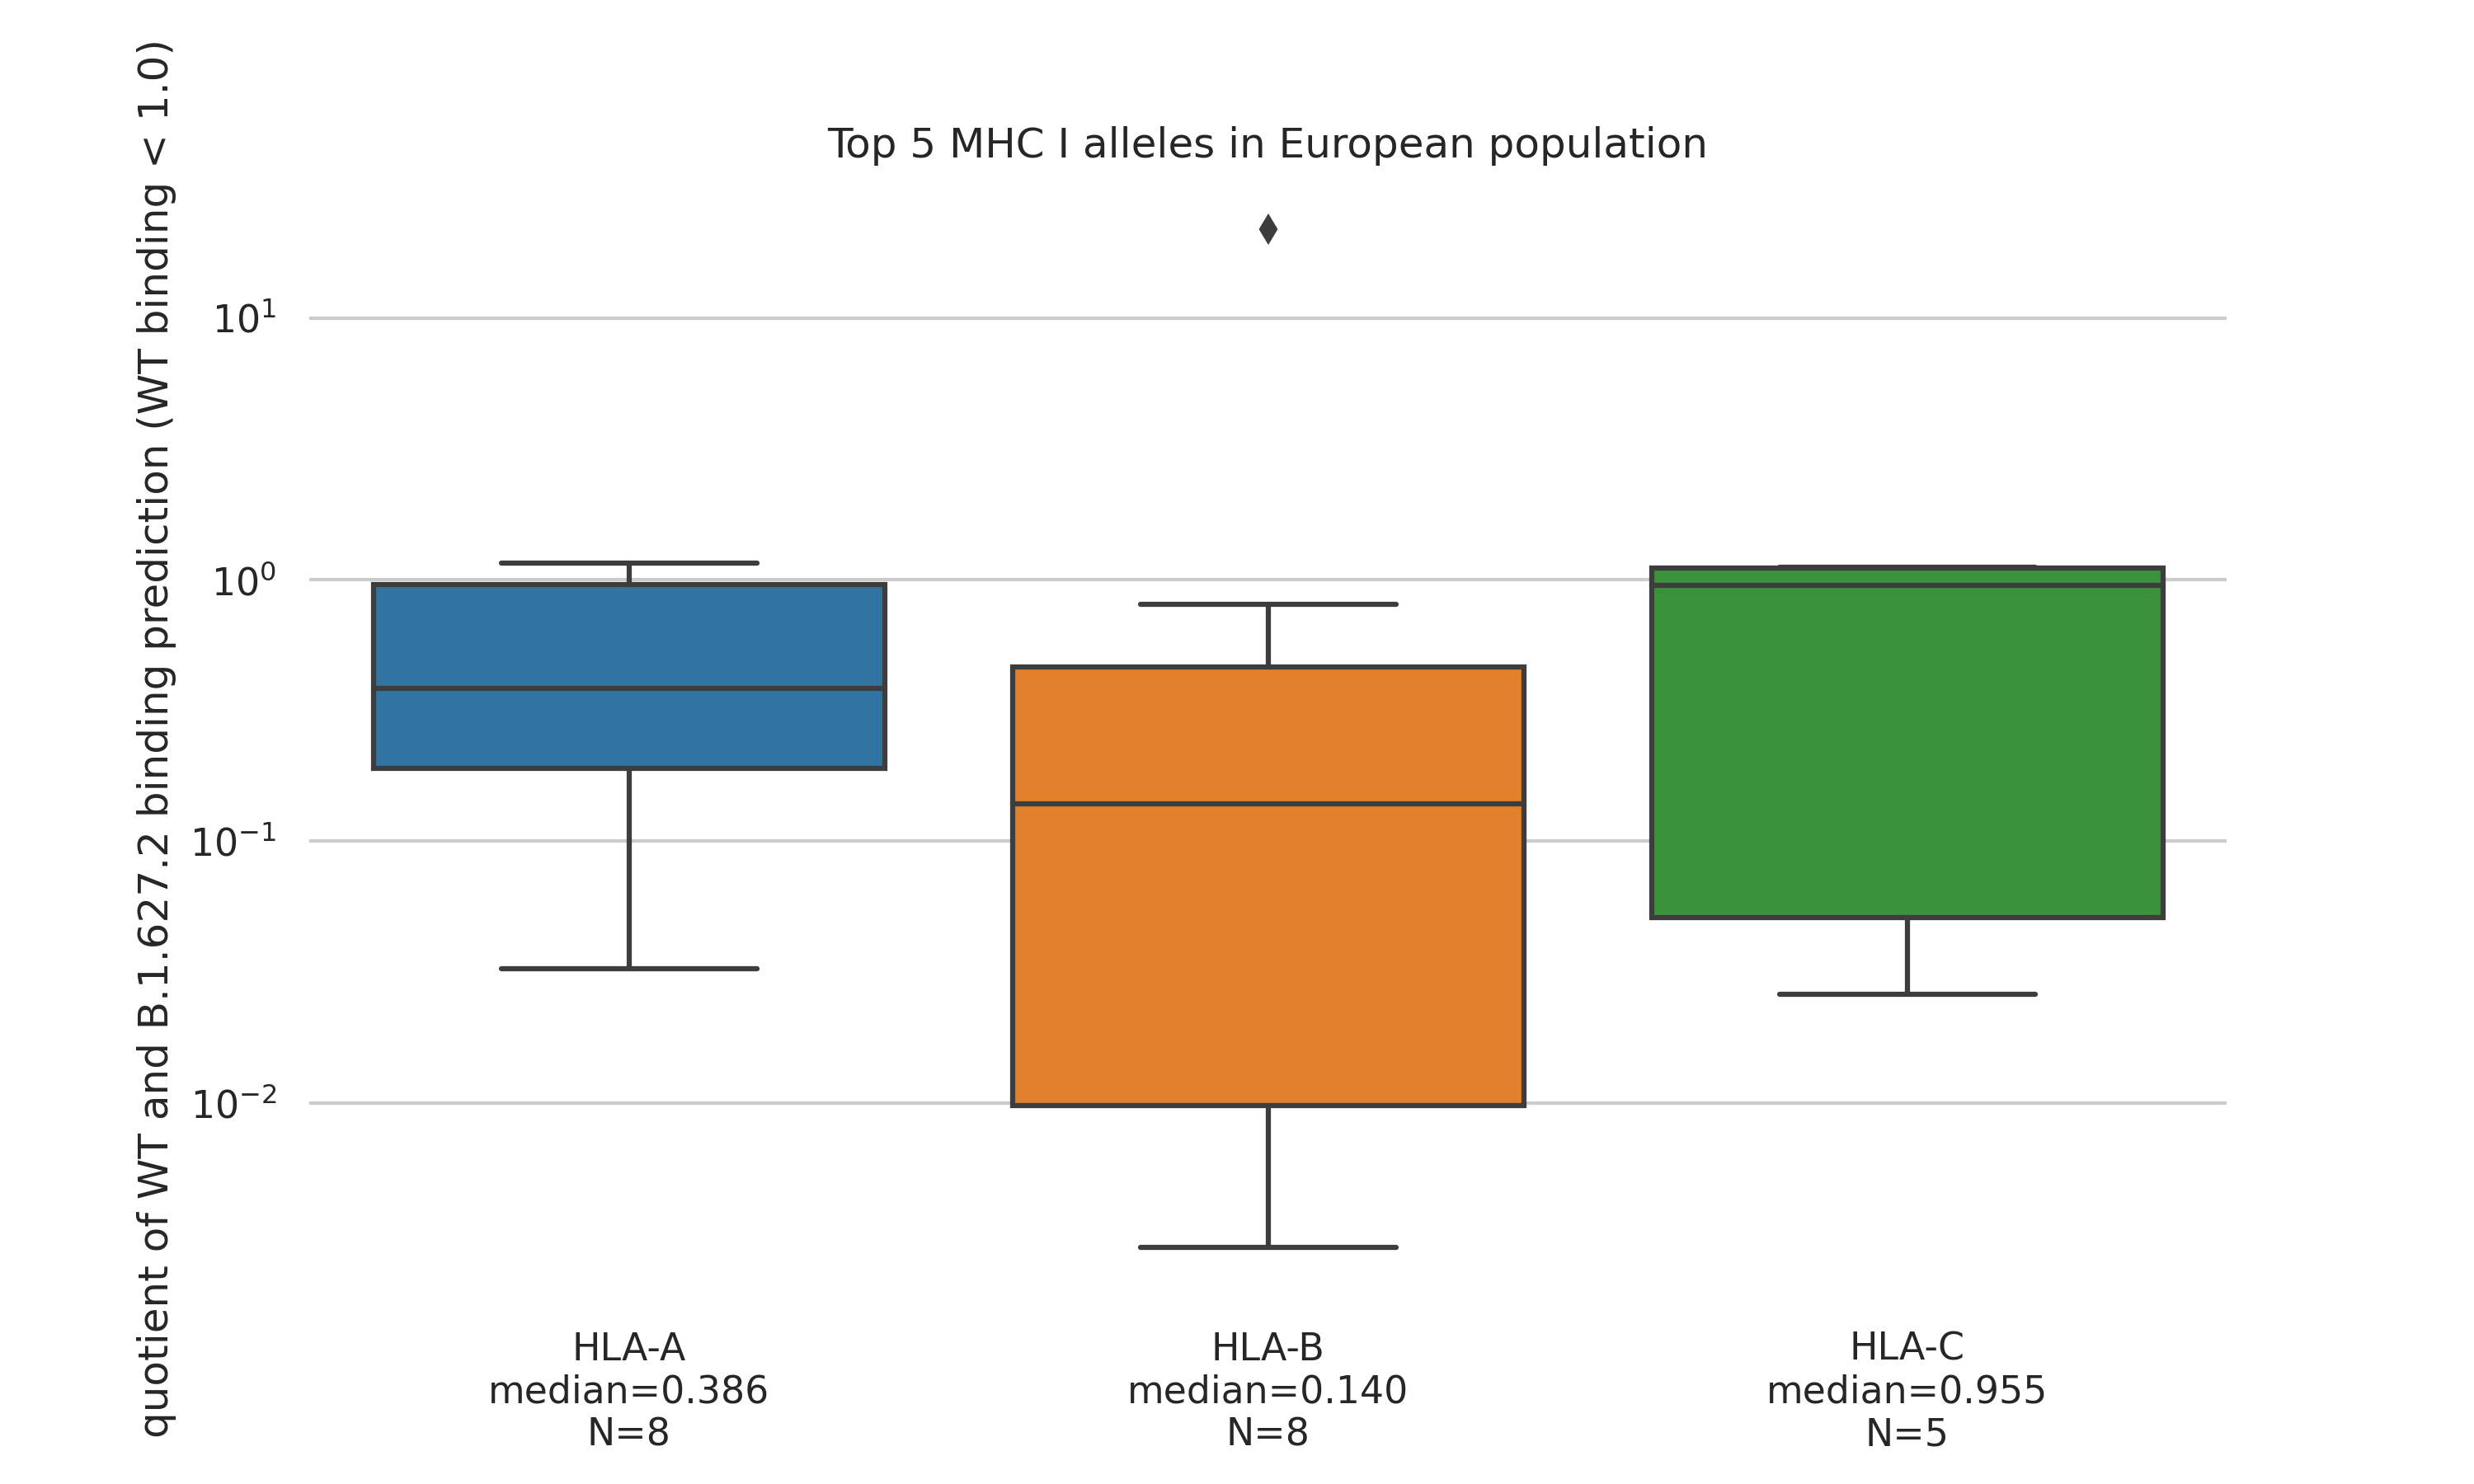 Top 5 MHC I alleles in European population
quotient of WT and B.1.627.2 binding prediction (WT binding < 1.0)
10¹
10⁰
10⁻¹
10⁻²
HLA-A
median=0.386
N=8
HLA-B
median=0.140
N=8
HLA-C
median=0.955
N=5